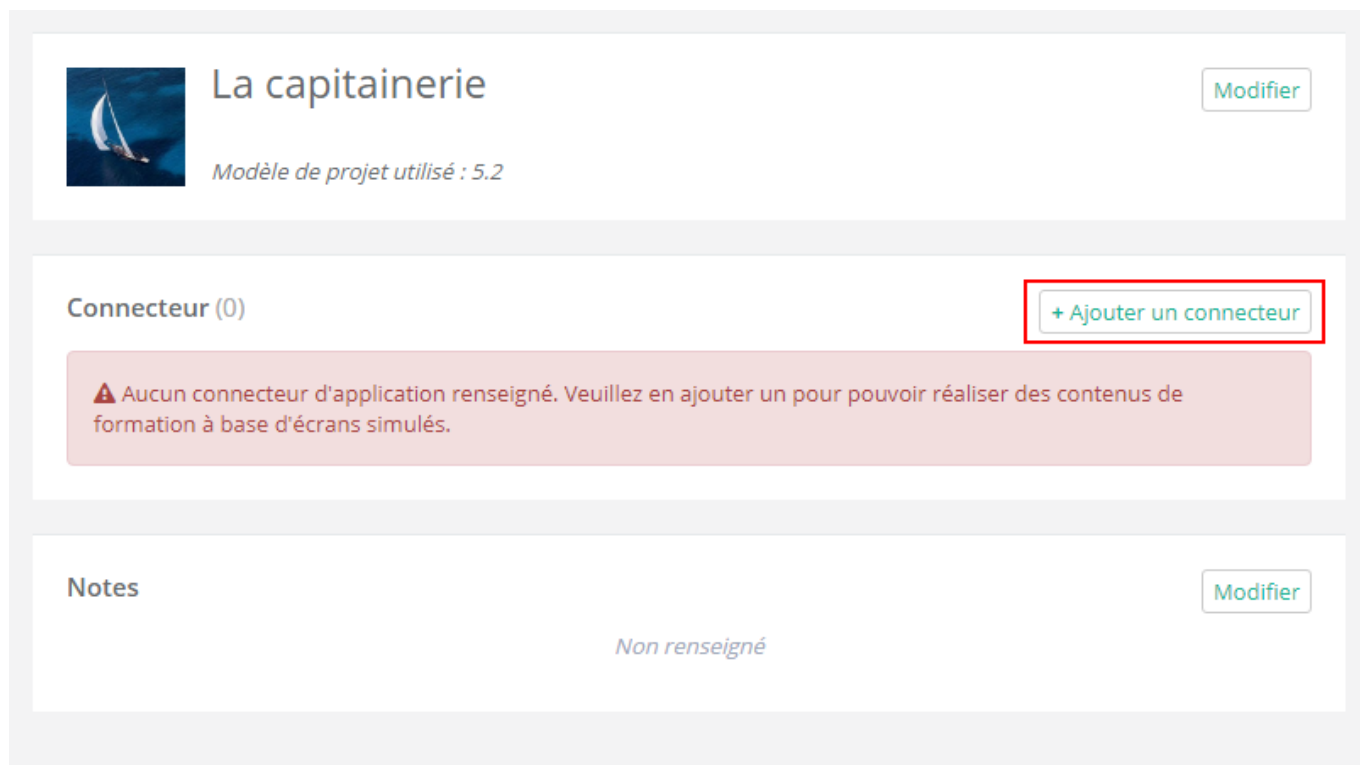 La capitainerie
Modifier
Modèle de projet utilisé : 5.2
Connecteur (0)
+ Ajouter un connecteur
Aucun connecteur d'application renseigné. Veuillez en ajouter un pour pouvoir réaliser des contenus de
formation à base d'écrans simulés.
Notes
Modifier
Non renseigné